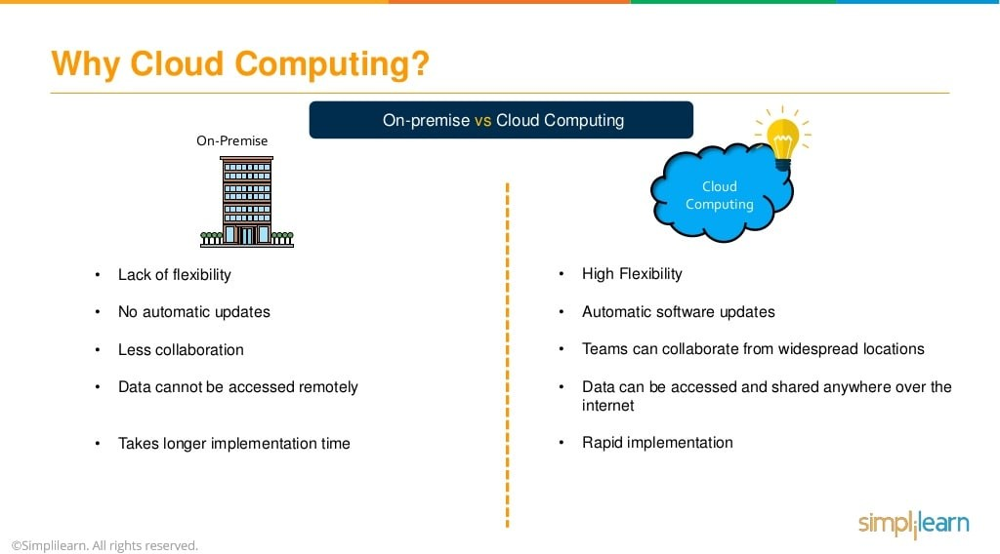 Why Cloud Computing?
On-premise vs Cloud Computing
On-Premise
Cloud
Computing
• Lack of flexibility
• No automatic updates
• Less collaboration
• Data cannot be accessed remotely
• Takes longer implementation time
• High Flexibility
• Automatic software updates
• Teams can collaborate from widespread locations
• Data can be accessed and shared anywhere over the
internet
• Rapid implementation
simplilearn
©Simplilearn. All rights reserved.